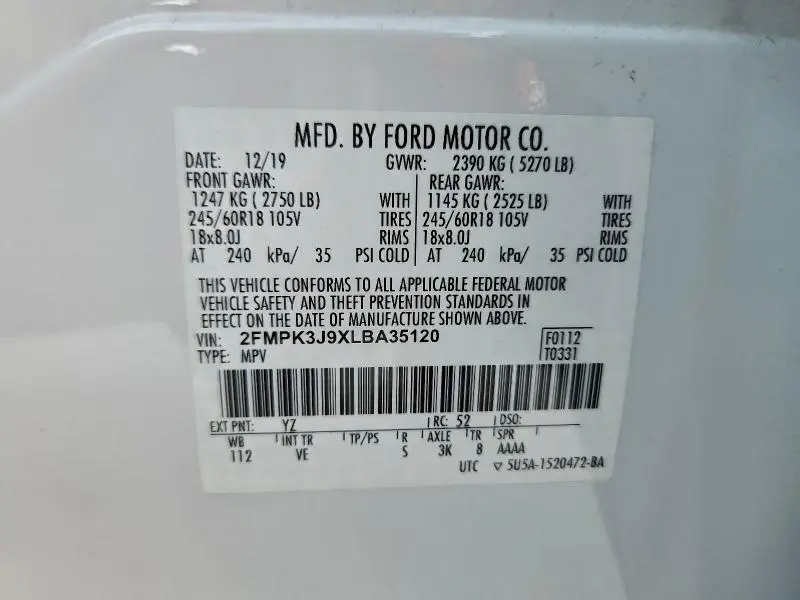 MFD. BY FORD MOTOR CO.
DATE: 12/19 GVWR: 2390 KG ( 5270 LB)
FRONT GAWR: REAR GAWR:
1247 KG ( 2750 LB) WITH 1145 KG ( 2525 LB) WITH
245/60R18 105V TIRES 245/60R18 105V TIRES
18x8.0J RIMS 18x8.0J RIMS
AT 240 kPa/ 35 PSI COLD AT 240 kPa/ 35 PSI COLD
THIS VEHICLE CONFORMS TO ALL APPLICABLE FEDERAL MOTOR
VEHICLE SAFETY AND THEFT PREVENTION STANDARDS IN
EFFECT ON THE DATE OF MANUFACTURE SHOWN ABOVE.
VIN: 2FMPK3J9XLBA35120 F0112
TYPE: MPV T0331
EXT PNT: YZ RC: 52 DSO:
WB INT TR TP/PS R AXLE TR SPR
112 VE S 3K 8 AAAA
UTC ▽ 5U5A-1520472-BA